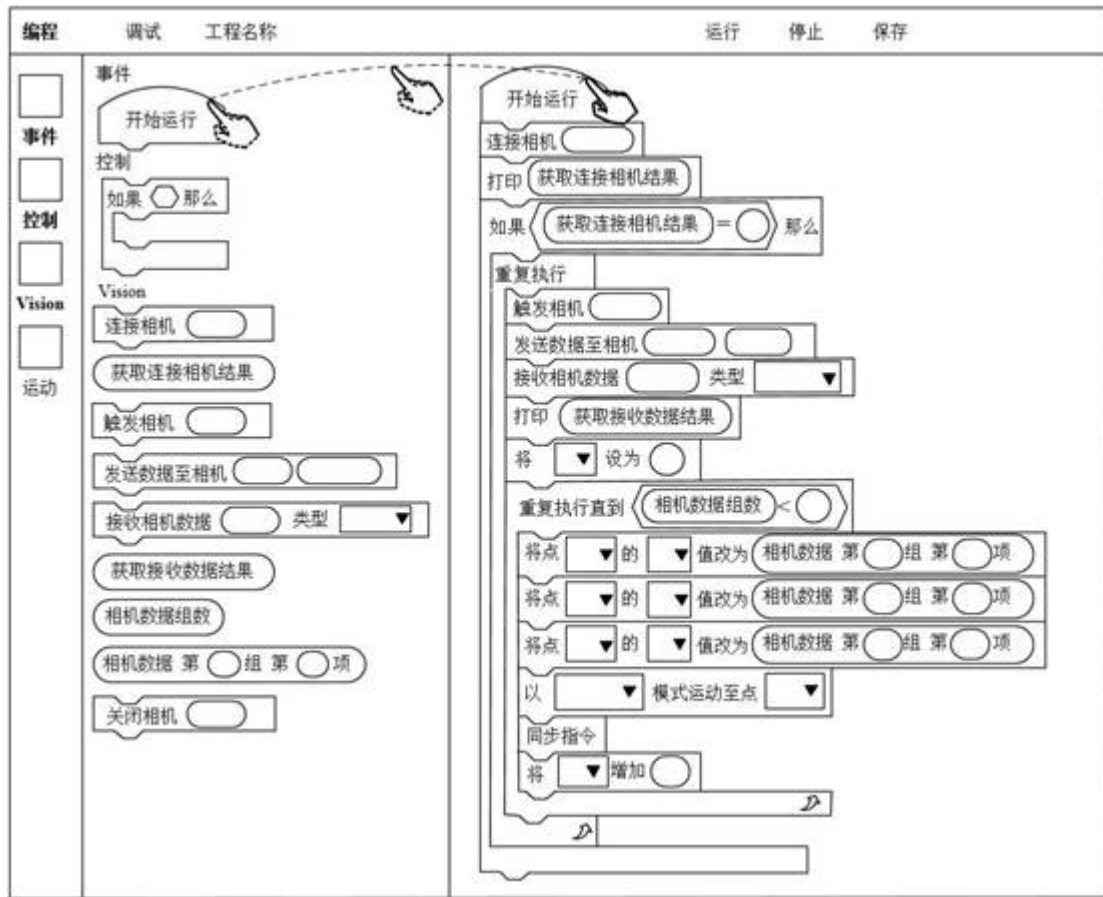 编程 调试 工程名称 运行 停止 保存
事件
控制
Vision
运动
事件
开始运行
控制
如果 那么
Vision
连接相机
获取连接相机结果
触发相机
发送数据至相机
接收相机数据 类型
获取接收数据结果
相机数据组数
相机数据 第 组 第 项
关闭相机
开始运行
连接相机
打印 获取连接相机结果
如果 获取连接相机结果 = 那么
重复执行
触发相机
发送数据至相机
接收相机数据 类型
打印 获取接收数据结果
将 设为
重复执行直到 相机数据组数 <
将点 的 值改为 相机数据 第 组 第 项
将点 的 值改为 相机数据 第 组 第 项
将点 的 值改为 相机数据 第 组 第 项
以 模式运动至点
同步指令
将 增加